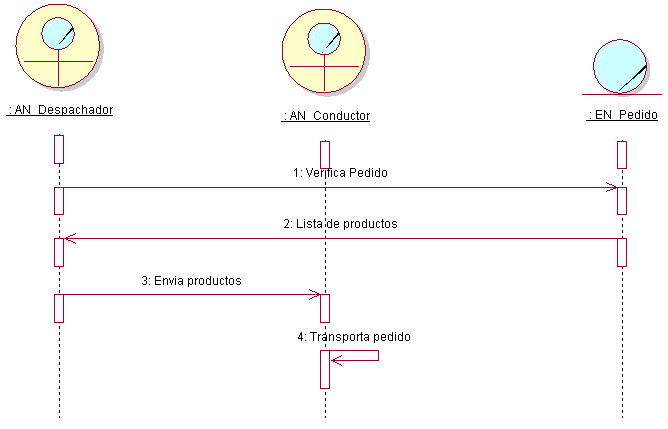 : AN_Despachador
: AN_Conductor
: EN_Pedido
1: Verifica Pedido
2: Lista de productos
3: Envia productos
4: Transporta pedido